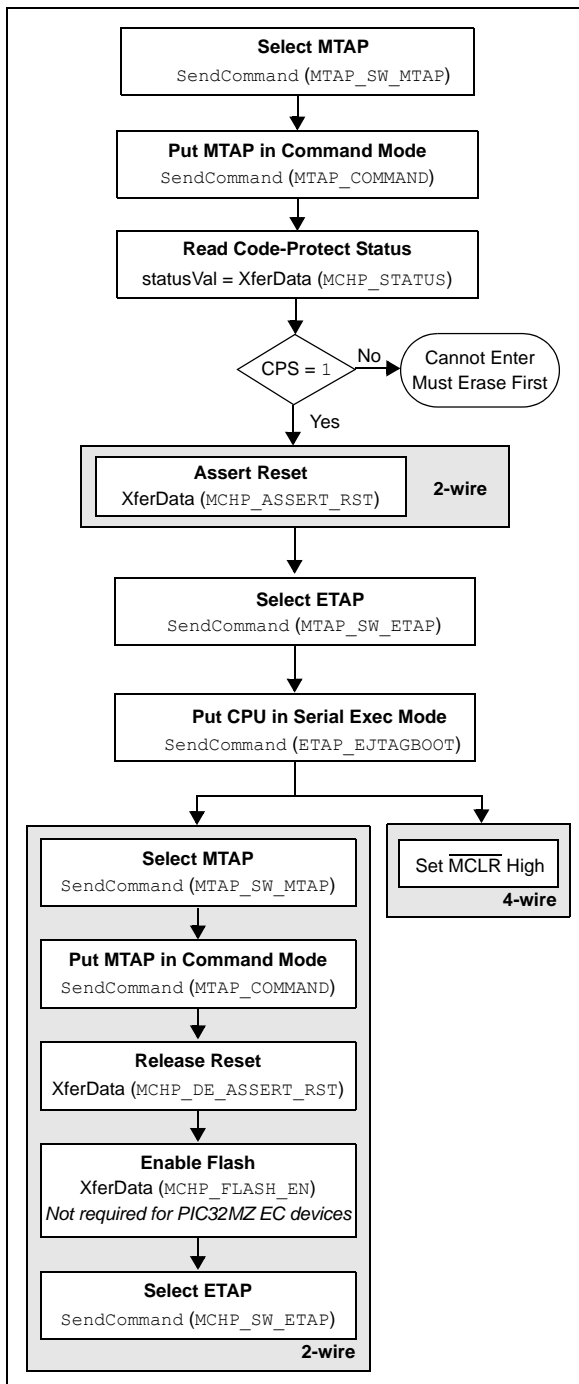 Select MTAP
SendCommand (MTAP_SW_MTAP)
Put MTAP in Command Mode
SendCommand (MTAP_COMMAND)
Read Code-Protect Status
statusVal = XferData (MCHP_STATUS)
CPS = 1
No
Cannot Enter
Must Erase First
Yes
Assert Reset
XferData (MCHP_ASSERT_RST)
2-wire
Select ETAP
SendCommand (MTAP_SW_ETAP)
Put CPU in Serial Exec Mode
SendCommand (ETAP_EJTAGBOOT)
Select MTAP
SendCommand (MTAP_SW_MTAP)
Put MTAP in Command Mode
SendCommand (MTAP_COMMAND)
Release Reset
XferData (MCHP_DE_ASSERT_RST)
Enable Flash
XferData (MCHP_FLASH_EN)
Not required for PIC32MZ EC devices
Select ETAP
SendCommand (MCHP_SW_ETAP)
2-wire
Set MCLR High
4-wire